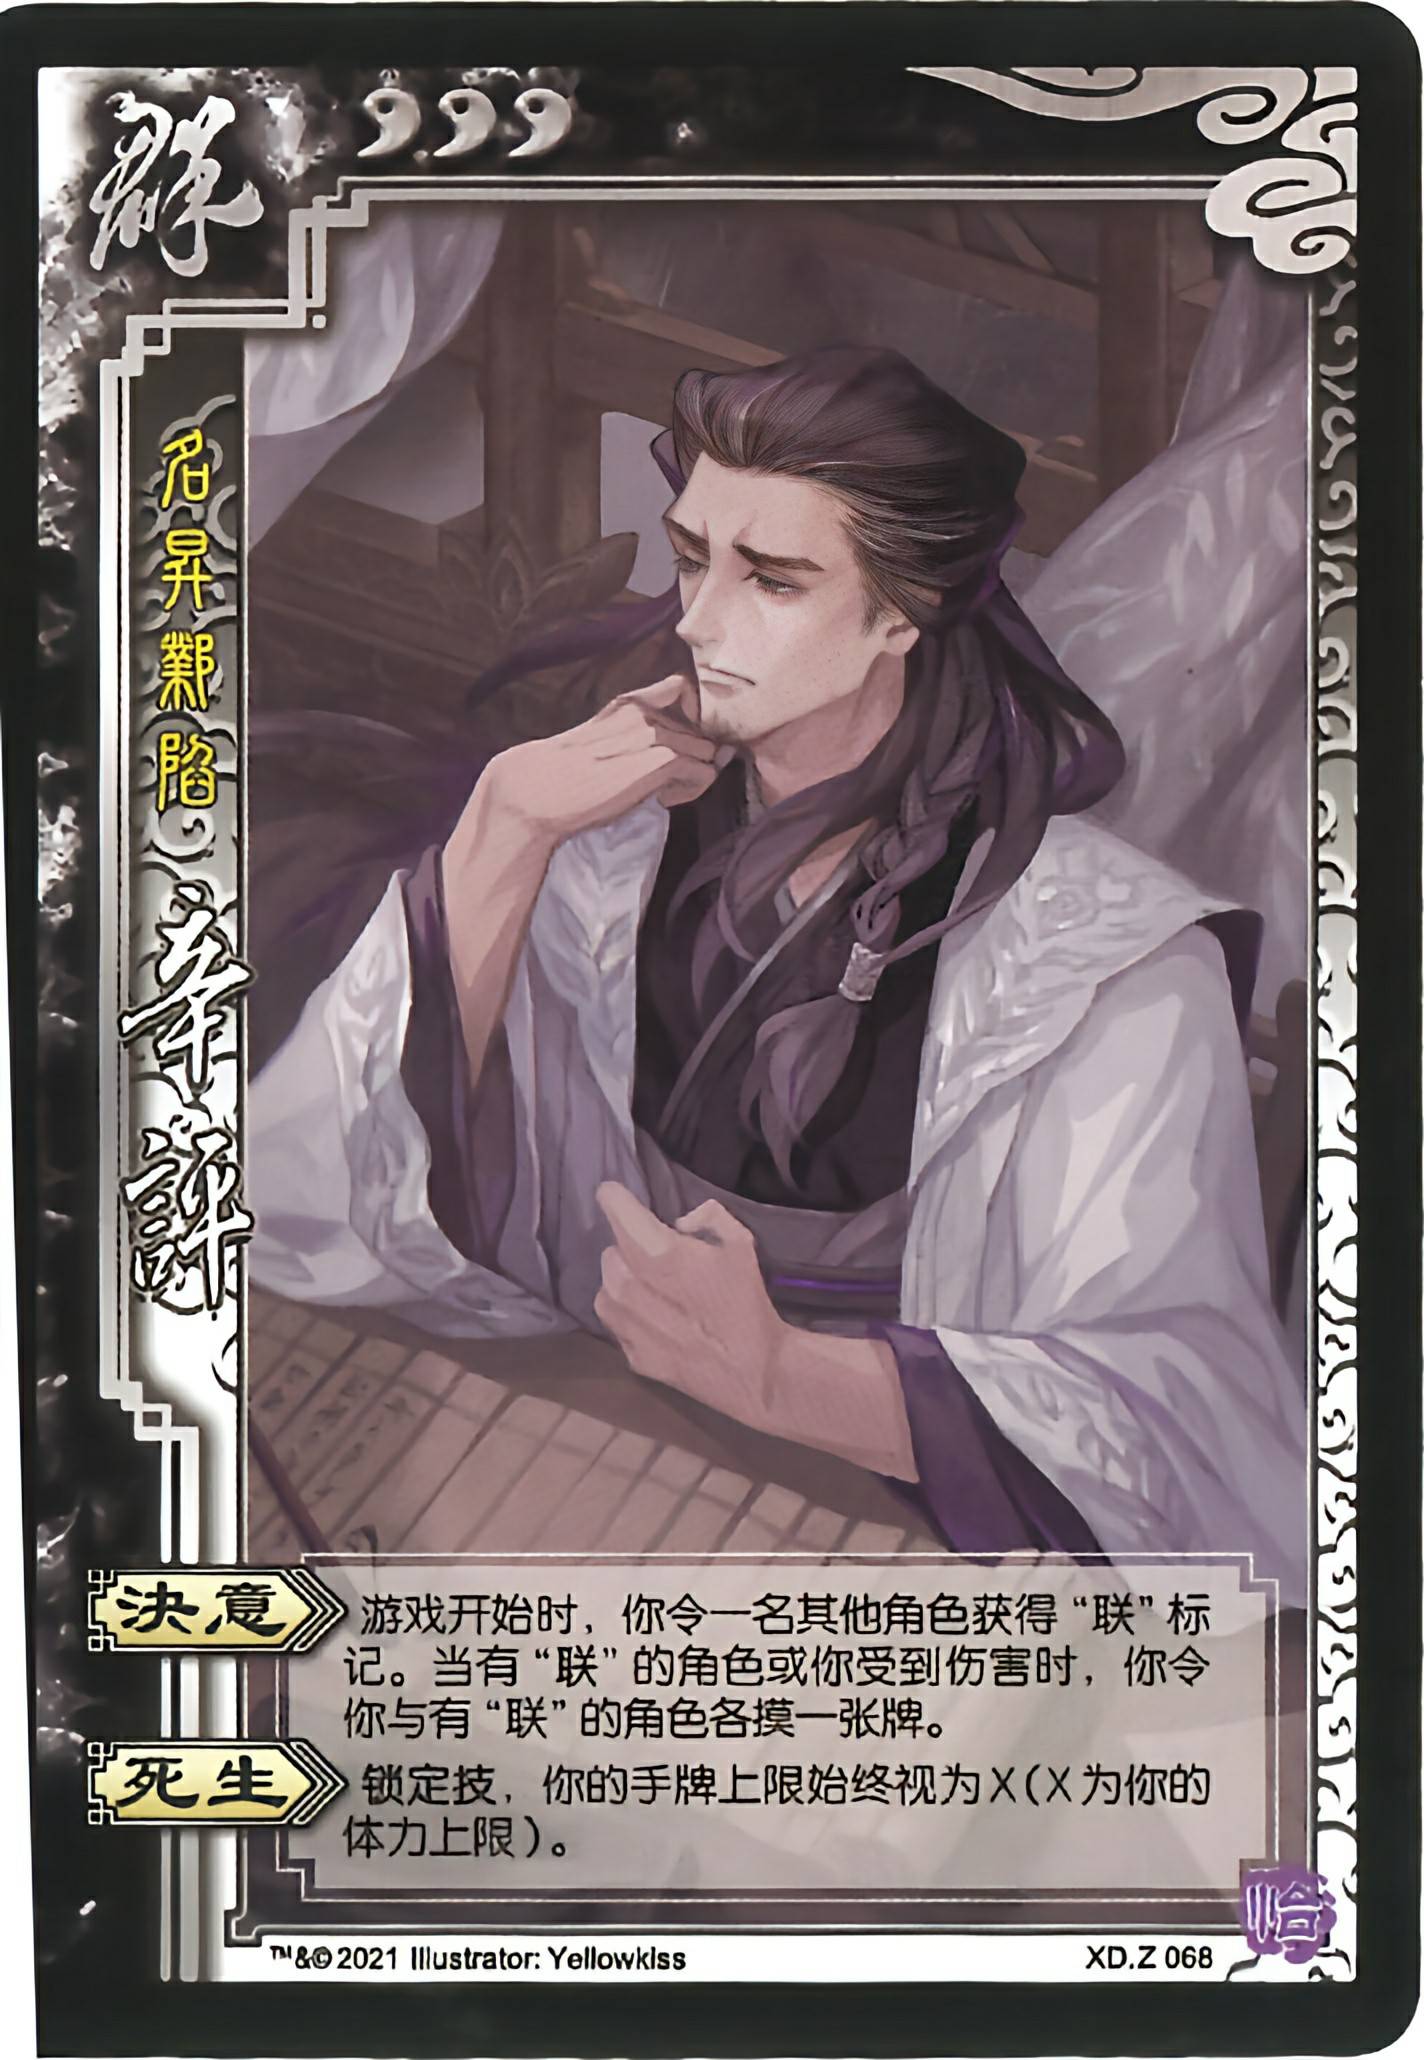 群
名昇鄴陷
辛評
決意
游戏开始时，你令一名其他角色获得“联”标
记。当有“联”的角色或你受到伤害时，你令
你与有“联”的角色各摸一张牌。
死生
锁定技，你的手牌上限始终视为X(X为你的
体力上限)。
怡
™&©2021 Illustrator: Yellowkiss
XD.Z 068